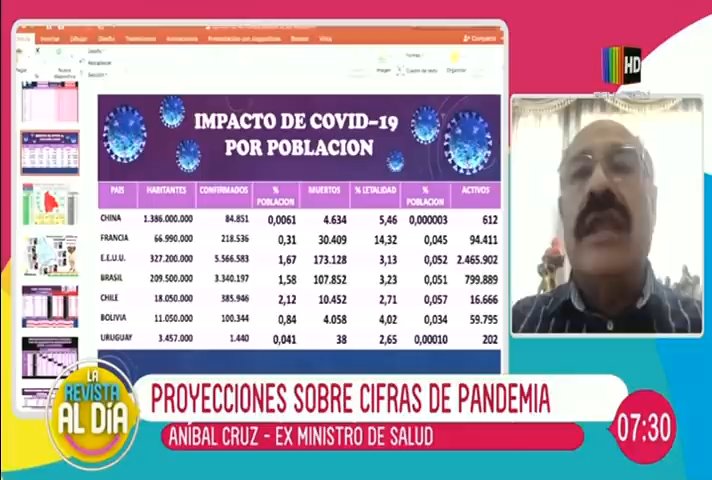 Compartir
IMPACTO DE COVID-19
POR POBLACION
PAIS HABITANTES CONFIRMADOS % POBLACION MUERTOS % LETALIDAD % POBLACION ACTIVOS
CHINA 1.386.000.000 84.851 0,0061 4.634 5,46 0,000003 612
FRANCIA 66.990.000 218.536 0,31 30.409 14,32 0,045 94.411
E.E.U.U. 327.200.000 5.566.583 1,67 173.128 3,13 0,052 2.465.902
BRASIL 209.500.000 3.340.197 1,58 107.852 3,23 0,051 799.889
CHILE 18.050.000 385.946 2,12 10.452 2,71 0,057 16.666
BOLIVIA 11.050.000 100.344 0,84 4.058 4,02 0,034 59.795
URUGUAY 3.457.000 1.440 0,041 38 2,65 0,00010 202
HD
LA
REVISTA
AL DÍA
PROYECCIONES SOBRE CIFRAS DE PANDEMIA
ANÍBAL CRUZ - EX MINISTRO DE SALUD
07:30